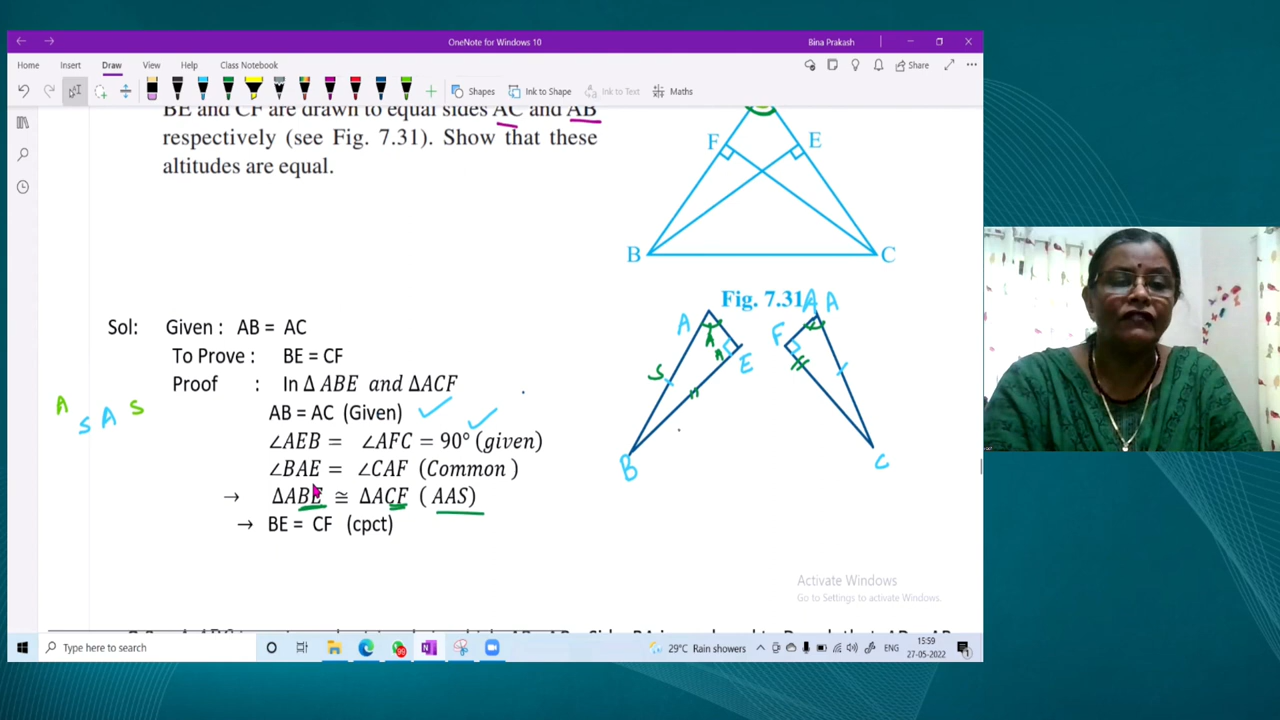 OneNote for Windows 10
Bina Prakash
Home Insert Draw View Help Class Notebook
Share
Shapes Ink to Shape Ink to Text Maths
BE and CF are drawn to equal sides AC and AB
respectively (see Fig. 7.31). Show that these
altitudes are equal.
F E
B C
Fig. 7.31
A A
A F
A
A E
S
B C
Sol: Given : AB = AC
To Prove : BE = CF
Proof : In Δ ABE and ΔACF
AB = AC (Given)
∠AEB = ∠AFC = 90° (given)
∠BAE = ∠CAF (Common )
→ ΔABE ≅ ΔACF ( AAS)
→ BE = CF (cpct)
A S A S
Activate Windows
Go to Settings to activate Windows.
Type here to search
99
29°C Rain showers
ENG
15:59
27-05-2022
1